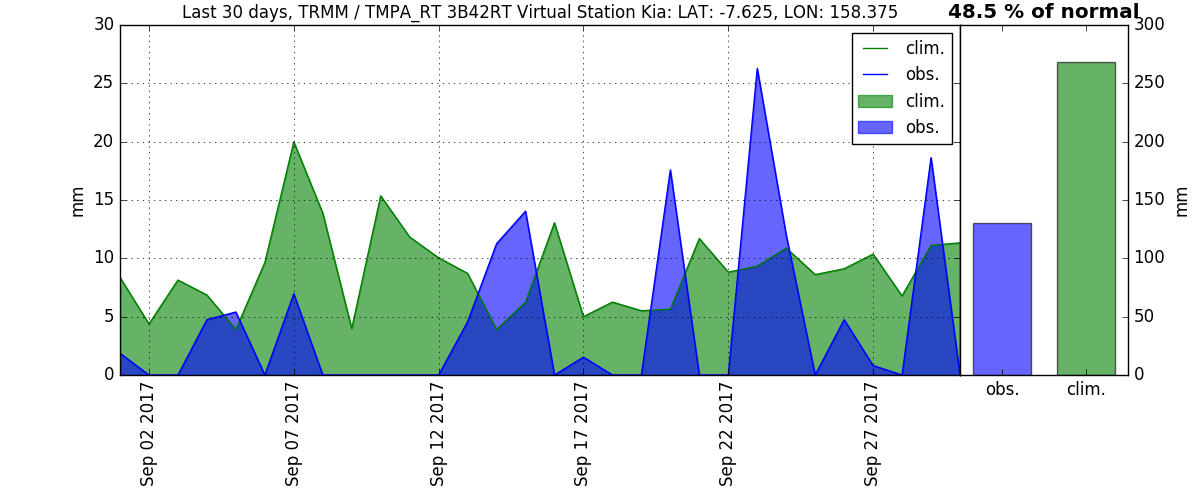 Last 30 days, TRMM / TMPA_RT 3B42RT Virtual Station Kia: LAT: -7.625, LON: 158.375
48.5 % of normal
30
25
20
15
10
5
0
mm
clim.
obs.
clim.
obs.
Sep 02 2017
Sep 07 2017
Sep 12 2017
Sep 17 2017
Sep 22 2017
Sep 27 2017
300
250
200
150
100
50
0
mm
obs.
clim.